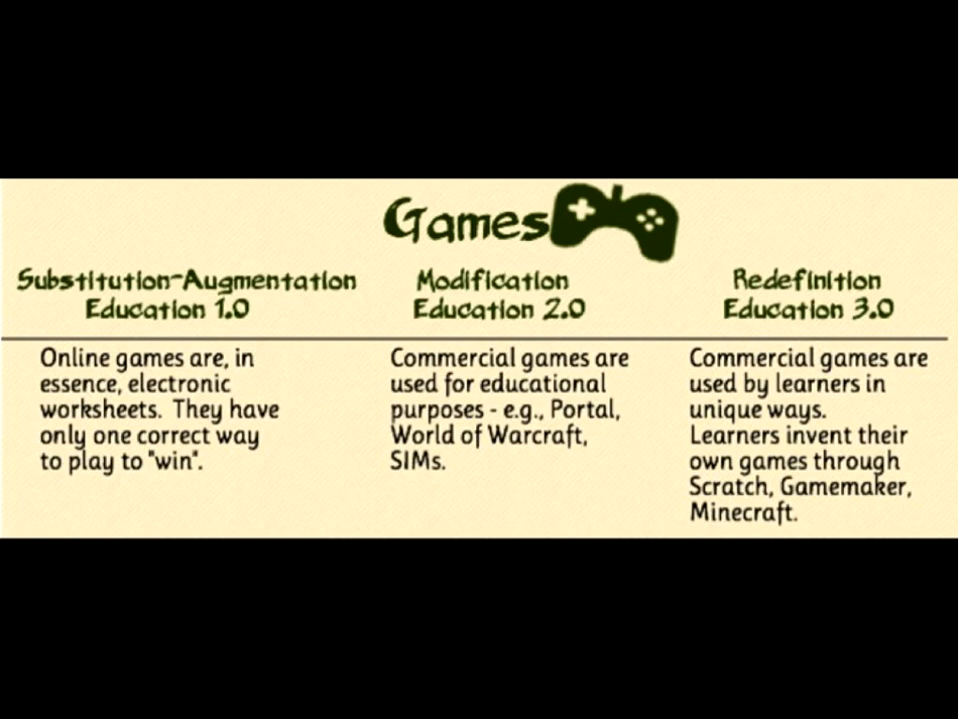 Games
Substitution-Augmentation
Education 1.0
Online games are, in
essence, electronic
worksheets. They have
only one correct way
to play to "win".
Modification
Education 2.0
Commercial games are
used for educational
purposes - e.g., Portal,
World of Warcraft,
SIMs.
Redefinition
Education 3.0
Commercial games are
used by learners in
unique ways.
Learners invent their
own games through
Scratch, Gamemaker,
Minecraft.